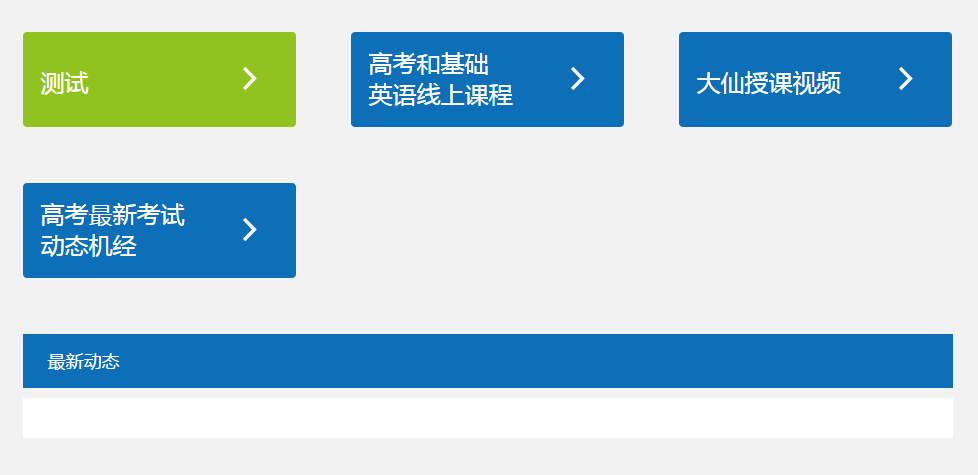 测试
高考和基础
英语线上课程
大仙授课视频
高考最新考试
动态机经
最新动态